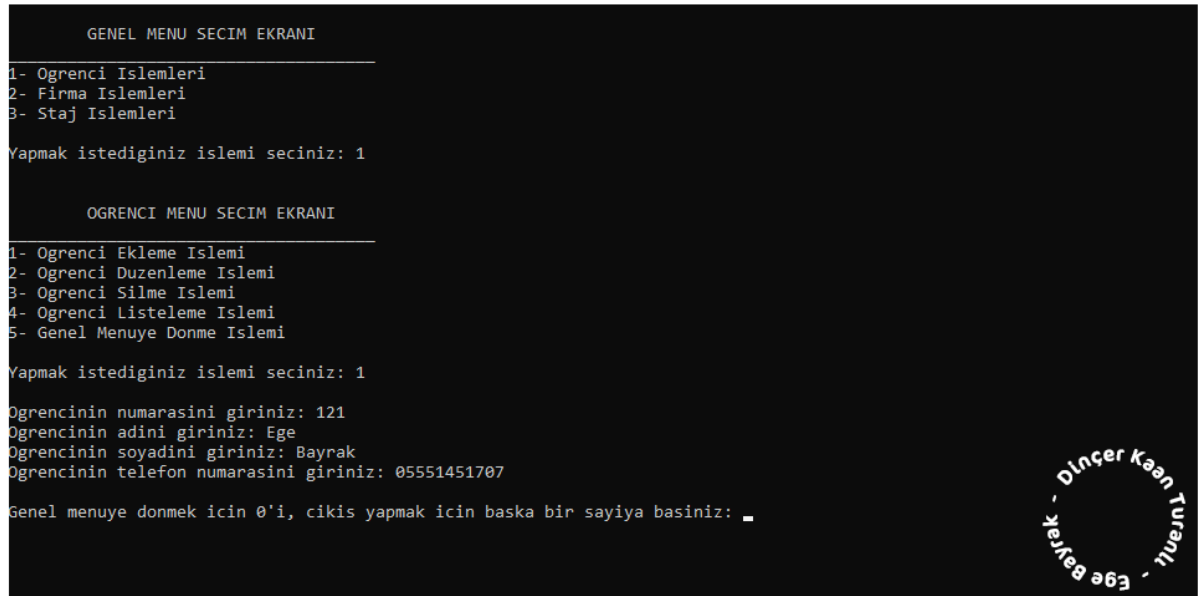 GENEL MENU SECIM EKRANI
1- Ogrenci Islemleri
2- Firma Islemleri
3- Staj Islemleri
Yapmak istediginiz islemi seciniz: 1
OGRENCI MENU SECIM EKRANI
1- Ogrenci Ekleme Islemi
2- Ogrenci Duzenleme Islemi
3- Ogrenci Silme Islemi
4- Ogrenci Listeleme Islemi
5- Genel Menuye Donme Islemi
Yapmak istediginiz islemi seciniz: 1
Ogrencinin numarasini giriniz: 121
Ogrencinin adini giriniz: Ege
Ogrencinin soyadini giriniz: Bayrak
Ogrencinin telefon numarasini giriniz: 05551451707
Genel menuye donmek icin 0'i, cikis yapmak icin baska bir sayiya basiniz:
Dinçer Kaan Turanlı - Ege Bayrak -